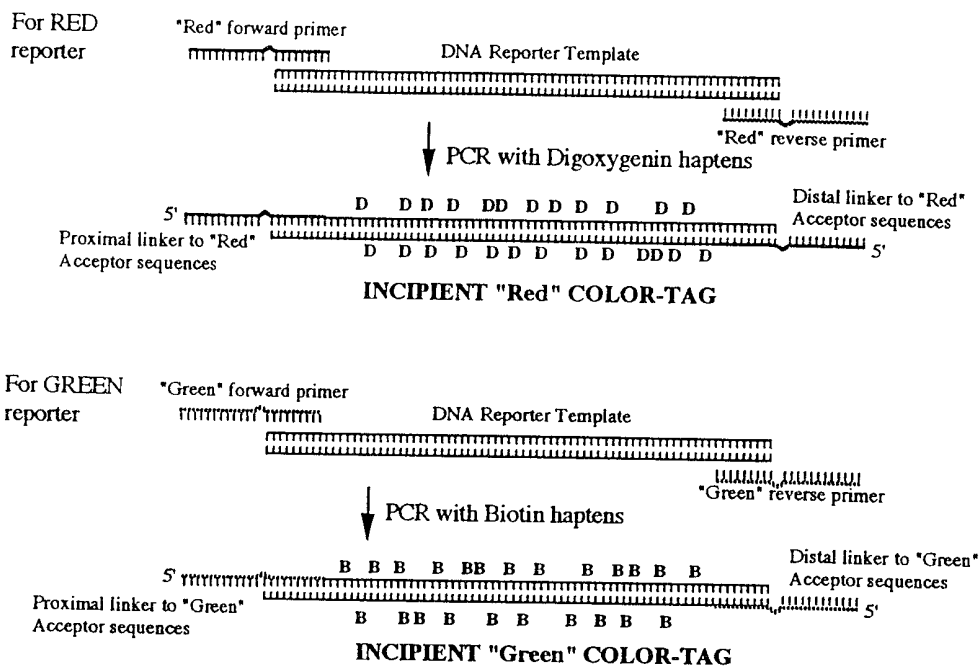 For RED
reporter
"Red" forward primer
DNA Reporter Template
"Red" reverse primer
PCR with Digoxygenin haptens
D D D D DD D D D D D D
5'
Distal linker to "Red"
Acceptor sequences
Proximal linker to "Red"
Acceptor sequences
5'
D D D D D D D D D DDD D
INCIPIENT "Red" COLOR-TAG
For GREEN
reporter
"Green" forward primer
DNA Reporter Template
"Green" reverse primer
PCR with Biotin haptens
B B B B BB B B B BB B B
5'
Distal linker to "Green"
Acceptor sequences
Proximal linker to "Green"
Acceptor sequences
5'
B BB B B B B B B B
INCIPIENT "Green" COLOR-TAG